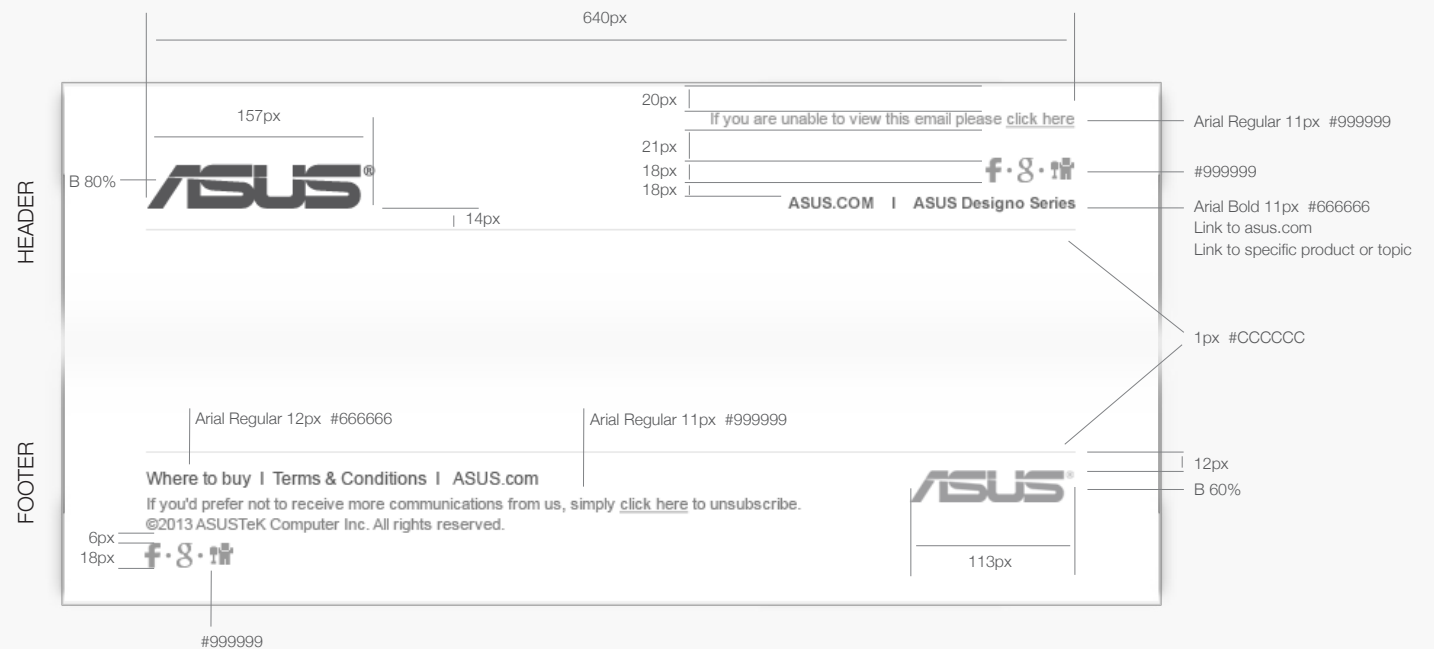 640px
20px
If you are unable to view this email please click here
Arial Regular 11px #999999
157px
21px
ASUS®
f · g ·
18px
#999999
B 80%
18px
ASUS.COM I ASUS Designo Series
Arial Bold 11px #666666
Link to asus.com
Link to specific product or topic
14px
HEADER
1px #CCCCCC
Arial Regular 12px #666666
Arial Regular 11px #999999
FOOTER
12px
Where to buy I Terms & Conditions I ASUS.com
ASUS®
B 60%
If you'd prefer not to receive more communications from us, simply click here to unsubscribe.
©2013 ASUSTeK Computer Inc. All rights reserved.
6px
18px
f · g ·
113px
#999999